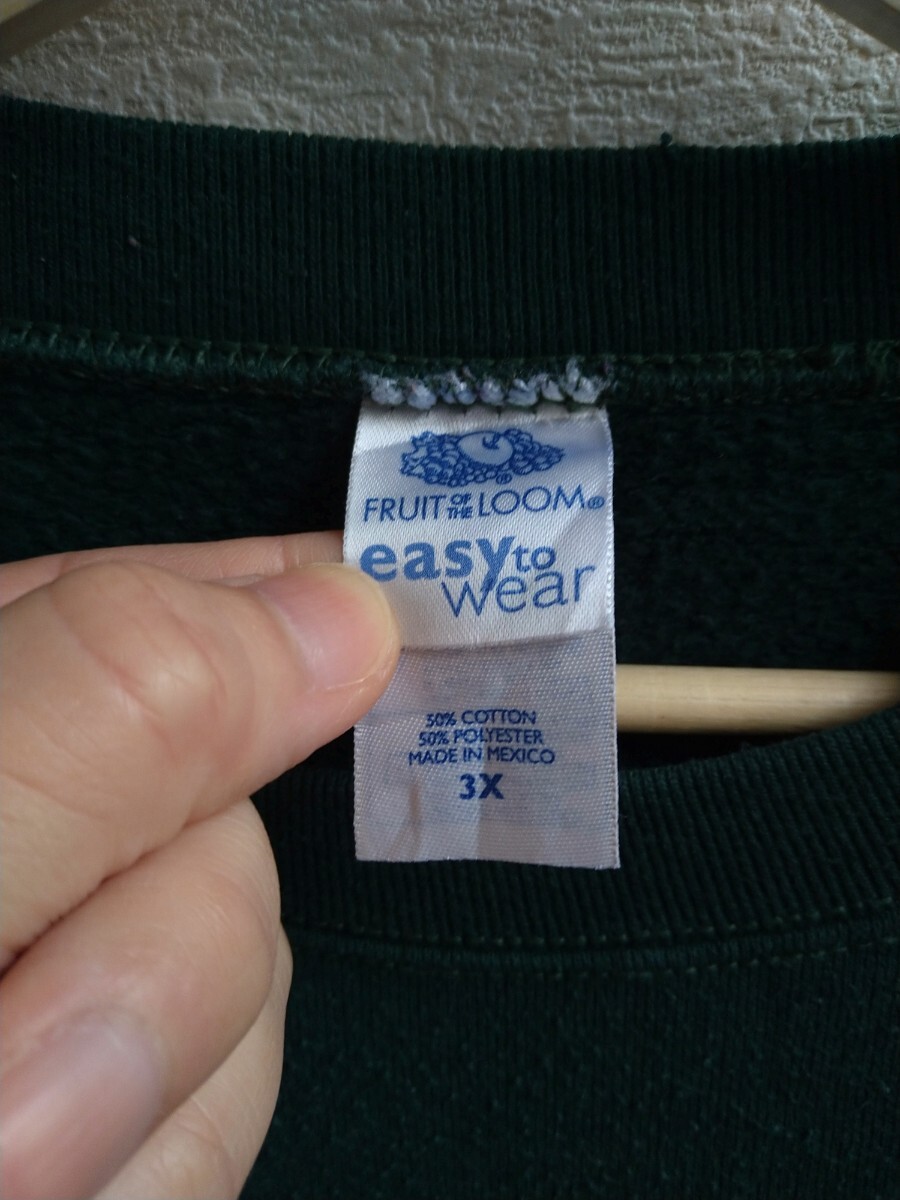 FRUIT OF THE LOOM®
easy to
wear
50% COTTON
50% POLYESTER
MADE IN MEXICO
3X